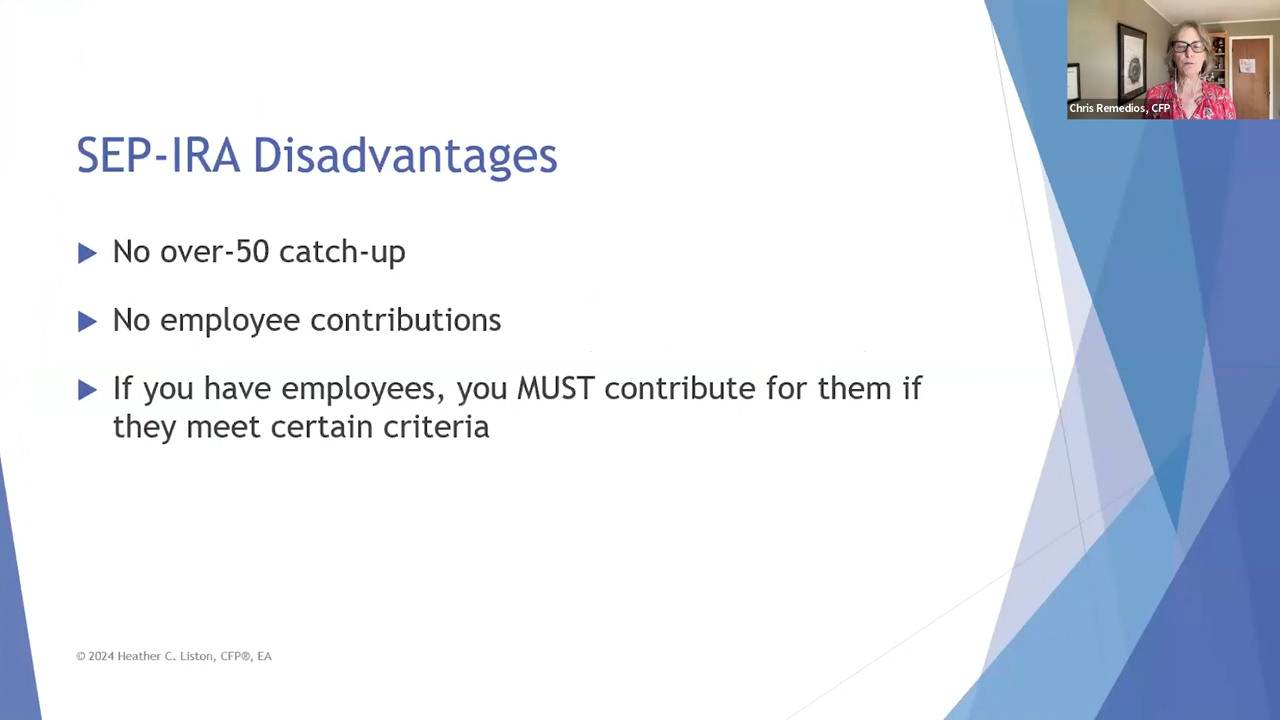 Chris Remedios, CFP
SEP-IRA Disadvantages
No over-50 catch-up
No employee contributions
If you have employees, you MUST contribute for them if
they meet certain criteria
© 2024 Heather C. Liston, CFP®, EA